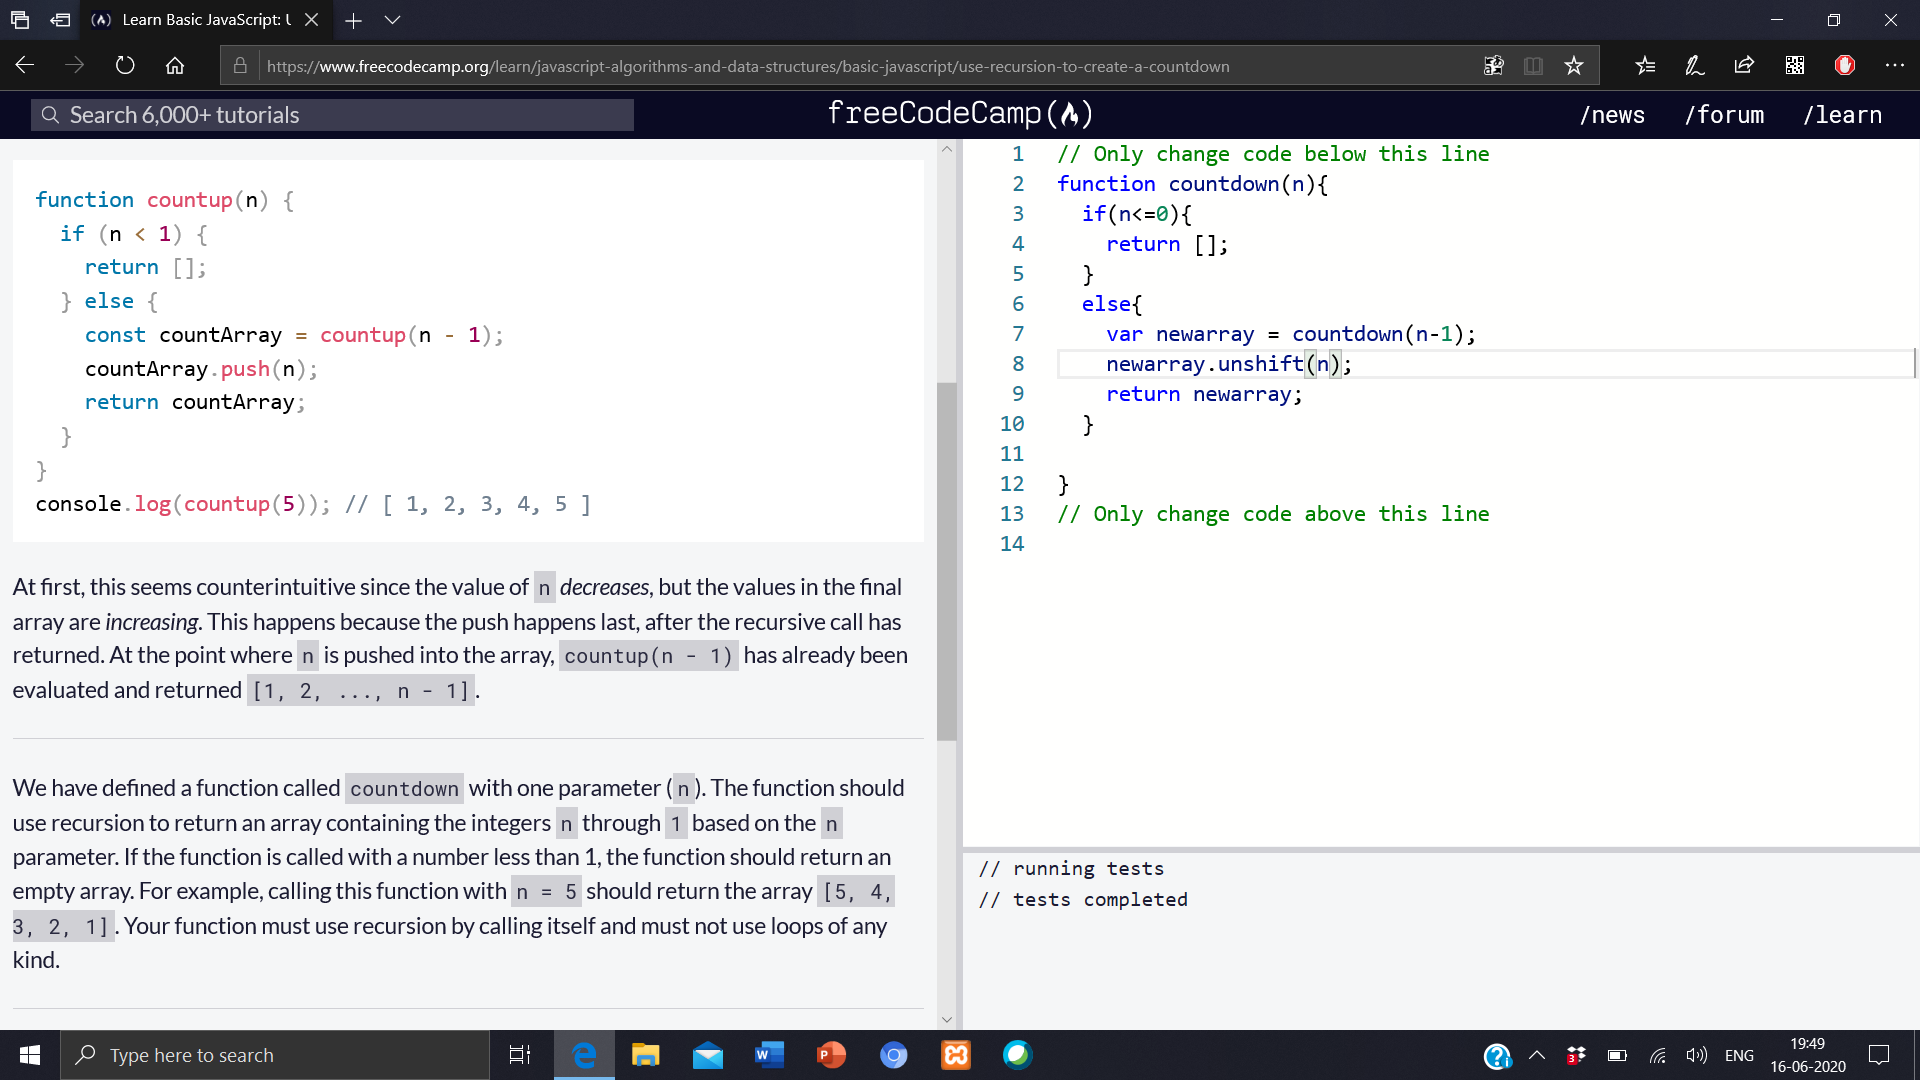 Learn Basic JavaScript: U
https://www.freecodecamp.org/learn/javascript-algorithms-and-data-structures/basic-javascript/use-recursion-to-create-a-countdown
Search 6,000+ tutorials
freeCodeCamp
/news
/forum
/learn
function countup(n) {
if (n < 1) {
return [];
} else {
const countArray = countup(n - 1);
countArray.push(n);
return countArray;
}
}
console.log(countup(5)); // [ 1, 2, 3, 4, 5 ]
At first, this seems counterintuitive since the value of n decreases, but the values in the final
array are increasing. This happens because the push happens last, after the recursive call has
returned. At the point where n is pushed into the array, countup(n - 1) has already been
evaluated and returned [1, 2, ..., n - 1].
We have defined a function called countdown with one parameter (n). The function should
use recursion to return an array containing the integers n through 1 based on the n
parameter. If the function is called with a number less than 1, the function should return an
empty array. For example, calling this function with n = 5 should return the array [5, 4,
3, 2, 1]. Your function must use recursion by calling itself and must not use loops of any
kind.
1 // Only change code below this line
2 function countdown(n){
3 if(n<=0){
4 return [];
5 }
6 else{
7 var newarray = countdown(n-1);
8 newarray.unshift(n);
9 return newarray;
10 }
11
12 }
13 // Only change code above this line
14
// running tests
// tests completed
Type here to search
W
P
3
ENG
19:49
16-06-2020